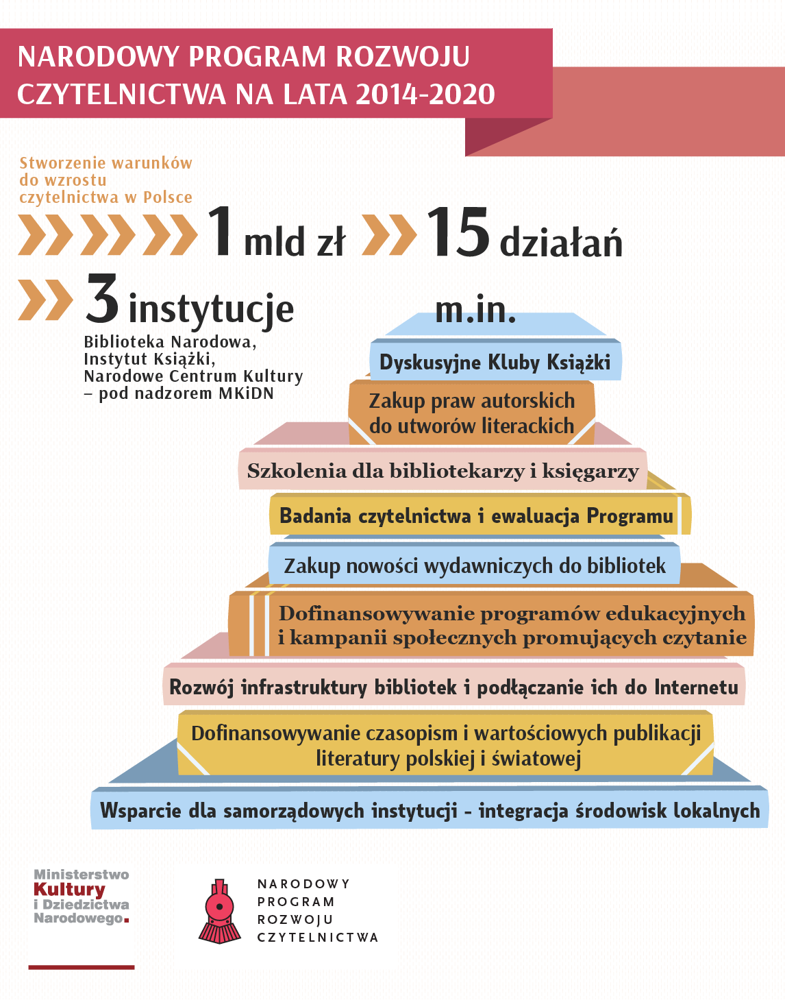 NARODOWY PROGRAM ROZWOJU
CZYTELNICTWA NA LATA 2014-2020
Stworzenie warunków
do wzrostu
czytelnictwa w Polsce
1 mld zł
15 działań
3 instytucje
Biblioteka Narodowa,
Instytut Książki,
Narodowe Centrum Kultury
– pod nadzorem MKiDN
m.in.
Dyskusyjne Kluby Książki
Zakup praw autorskich
do utworów literackich
Szkolenia dla bibliotekarzy i księgarzy
Badania czytelnictwa i ewaluacja Programu
Zakup nowości wydawniczych do bibliotek
Dofinansowywanie programów edukacyjnych
i kampanii społecznych promujących czytanie
Rozwój infrastruktury bibliotek i podłączanie ich do Internetu
Dofinansowywanie czasopism i wartościowych publikacji
literatury polskiej i światowej
Wsparcie dla samorządowych instytucji - integracja środowisk lokalnych
Ministerstwo
Kultury
i Dziedzictwa
Narodowego.
NARODOWY
PROGRAM
ROZWOJU
CZYTELNICTWA